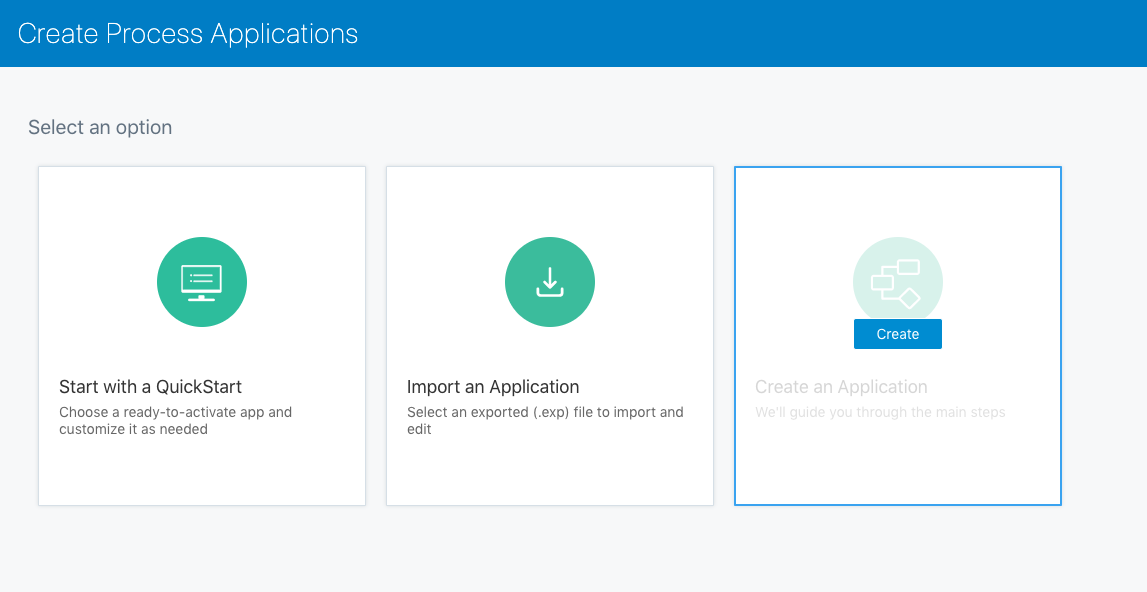 Create Process Applications
Select an option
Start with a QuickStart
Choose a ready-to-activate app and
customize it as needed
Import an Application
Select an exported (.exp) file to import and
edit
Create
Create an Application
We'll guide you through the main steps